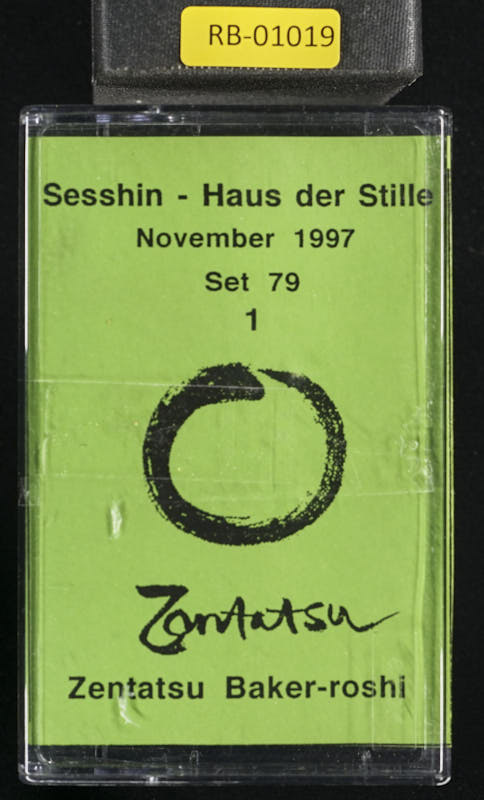 RB-01019
Sesshin - Haus der Stille
November 1997
Set 79
1
Zentatsu
Zentatsu Baker-roshi